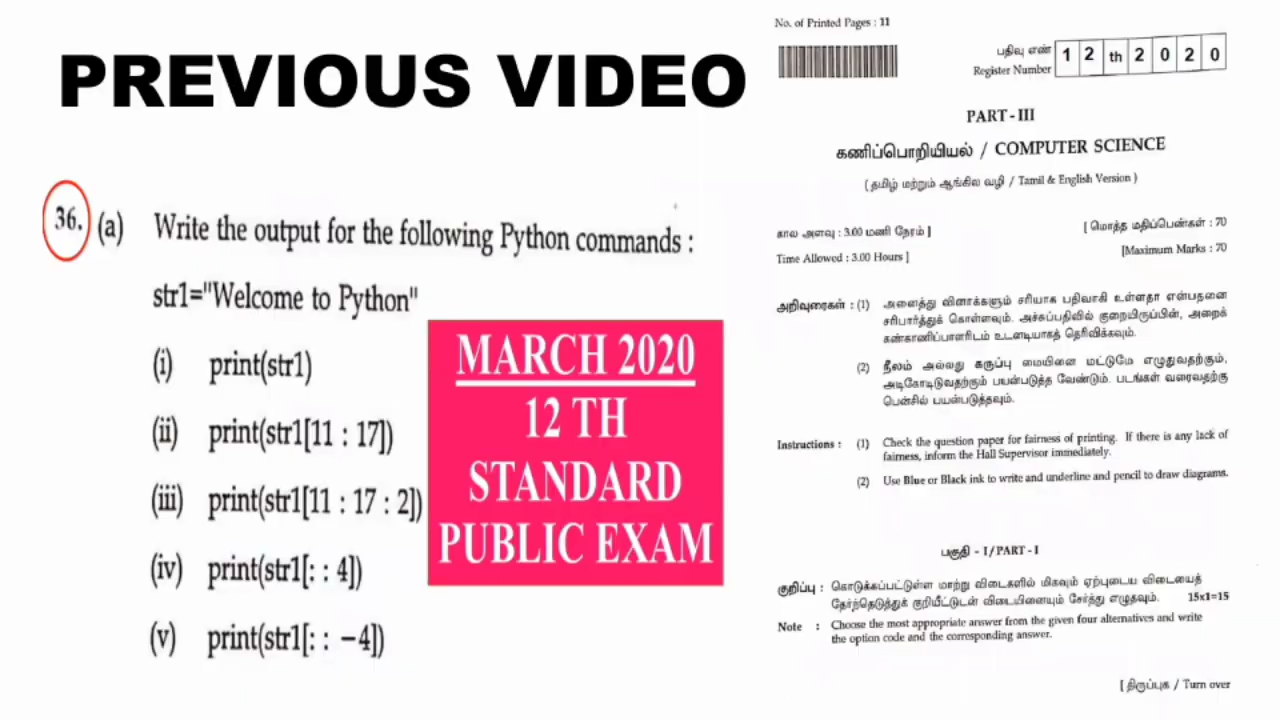 PREVIOUS VIDEO
36. (a) Write the output for the following Python commands :
str1="Welcome to Python"
(i) print(str1)
(ii) print(str1[11 : 17])
(iii) print(str1[11 : 17 : 2])
(iv) print(str1[: : 4])
(v) print(str1[: : −4])
MARCH 2020
12 TH
STANDARD
PUBLIC EXAM
No. of Printed Pages : 11
பதிவு எண்
Register Number
1 2 th 2 0 2 0
PART - III
கணிப்பொறியியல் / COMPUTER SCIENCE
( தமிழ் மற்றும் ஆங்கில வழி / Tamil & English Version )
கால அளவு : 3.00 மணி நேரம் ]
[ மொத்த மதிப்பெண்கள் : 70
Time Allowed : 3.00 Hours ]
[Maximum Marks : 70
அறிவுரைகள் : (1) அனைத்து வினாக்களும் சரியாக பதிவாகி உள்ளதா என்பதனை
சரிபார்த்துக் கொள்ளவும். அச்சுப்பதிவில் குறையிருப்பின், அறைக்
கண்காணிப்பாளரிடம் உடனடியாகத் தெரிவிக்கவும்.
(2) நீலம் அல்லது கருப்பு மையினை மட்டுமே எழுதுவதற்கும்,
அடிகோடிடுவதற்கும் பயன்படுத்த வேண்டும். படங்கள் வரைவதற்கு
பென்சில் பயன்படுத்தவும்.
Instructions : (1) Check the question paper for fairness of printing. If there is any lack of
fairness, inform the Hall Supervisor immediately.
(2) Use Blue or Black ink to write and underline and pencil to draw diagrams.
பகுதி - I / PART - I
குறிப்பு : கொடுக்கப்பட்டுள்ள மாற்று விடைகளில் மிகவும் ஏற்புடைய விடையைத்
தேர்ந்தெடுத்துக் குறியீட்டுடன் விடையினையும் சேர்த்து எழுதவும். 15x1=15
Note : Choose the most appropriate answer from the given four alternatives and write
the option code and the corresponding answer.
[ திருப்புக / Turn over